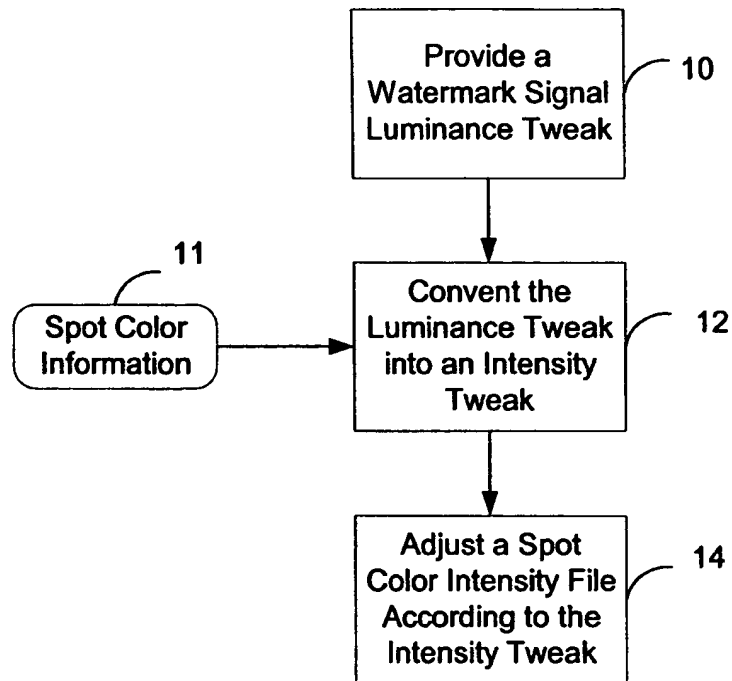 Provide a
Watermark Signal
Luminance Tweak
10
11
Spot Color
Information
Convent the
Luminance Tweak
into an Intensity
Tweak
12
Adjust a Spot
Color Intensity File
According to the
Intensity Tweak
14